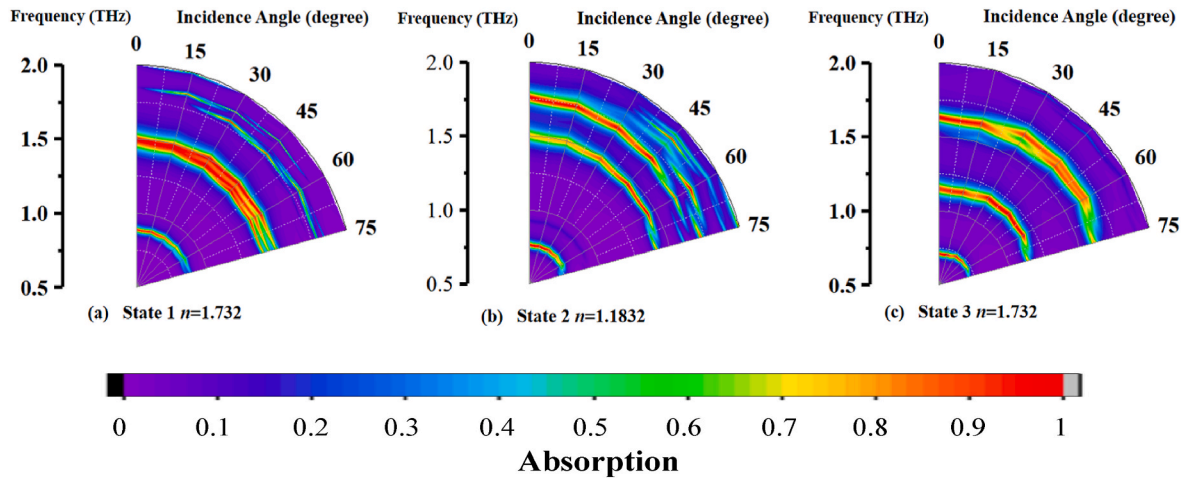 Frequency (THz) Incidence Angle (degree) Frequency (THz) Incidence Angle (degree) Frequency (THz) Incidence Angle (degree)
0 15 30 45 60 75
2.0
1.5
1.0
0.5
0 15 30 45 60 75
2.0
1.5
1.0
0.5
0 15 30 45 60 75
2.0
1.5
1.0
0.5
(a) State 1 n=1.732
(b) State 2 n=1.1832
(c) State 3 n=1.732
0 0.1 0.2 0.3 0.4 0.5 0.6 0.7 0.8 0.9 1
Absorption